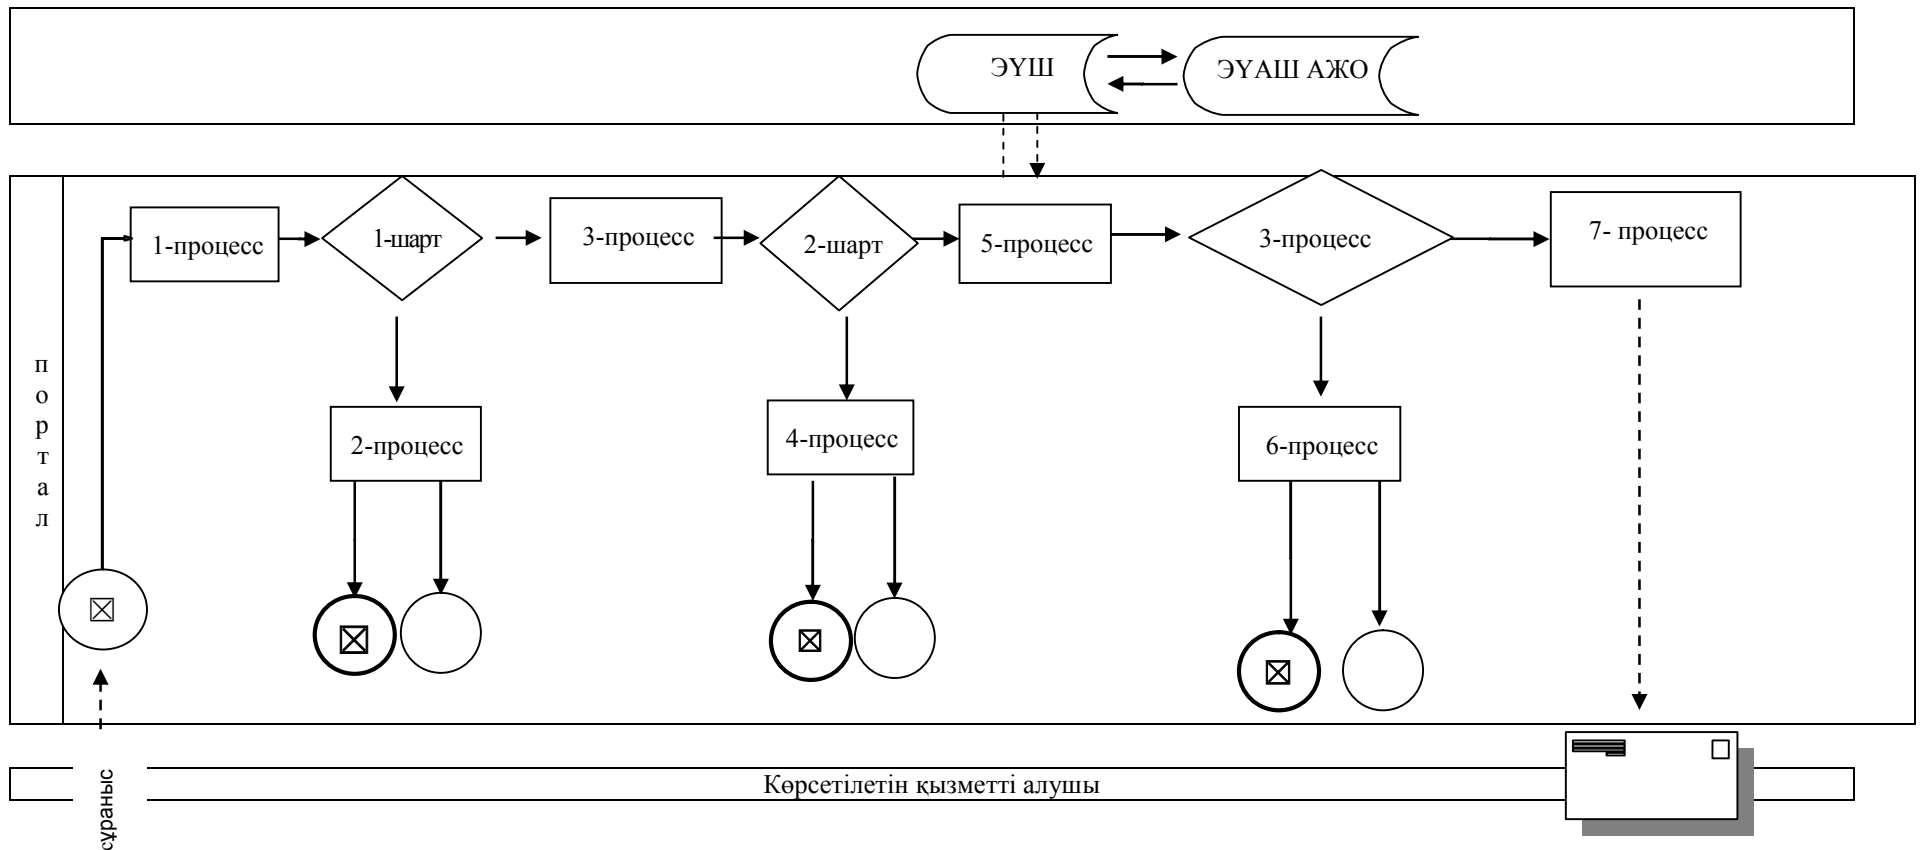 ЭҮШ
ЭҮАШ АЖО
1-процесс
1-шарт
3-процесс
2-шарт
5-процесс
3-процесс
7- процесс
портал
2-процесс
4-процесс
6-процесс
сұраныс
Көрсетілетін қызметті алушы